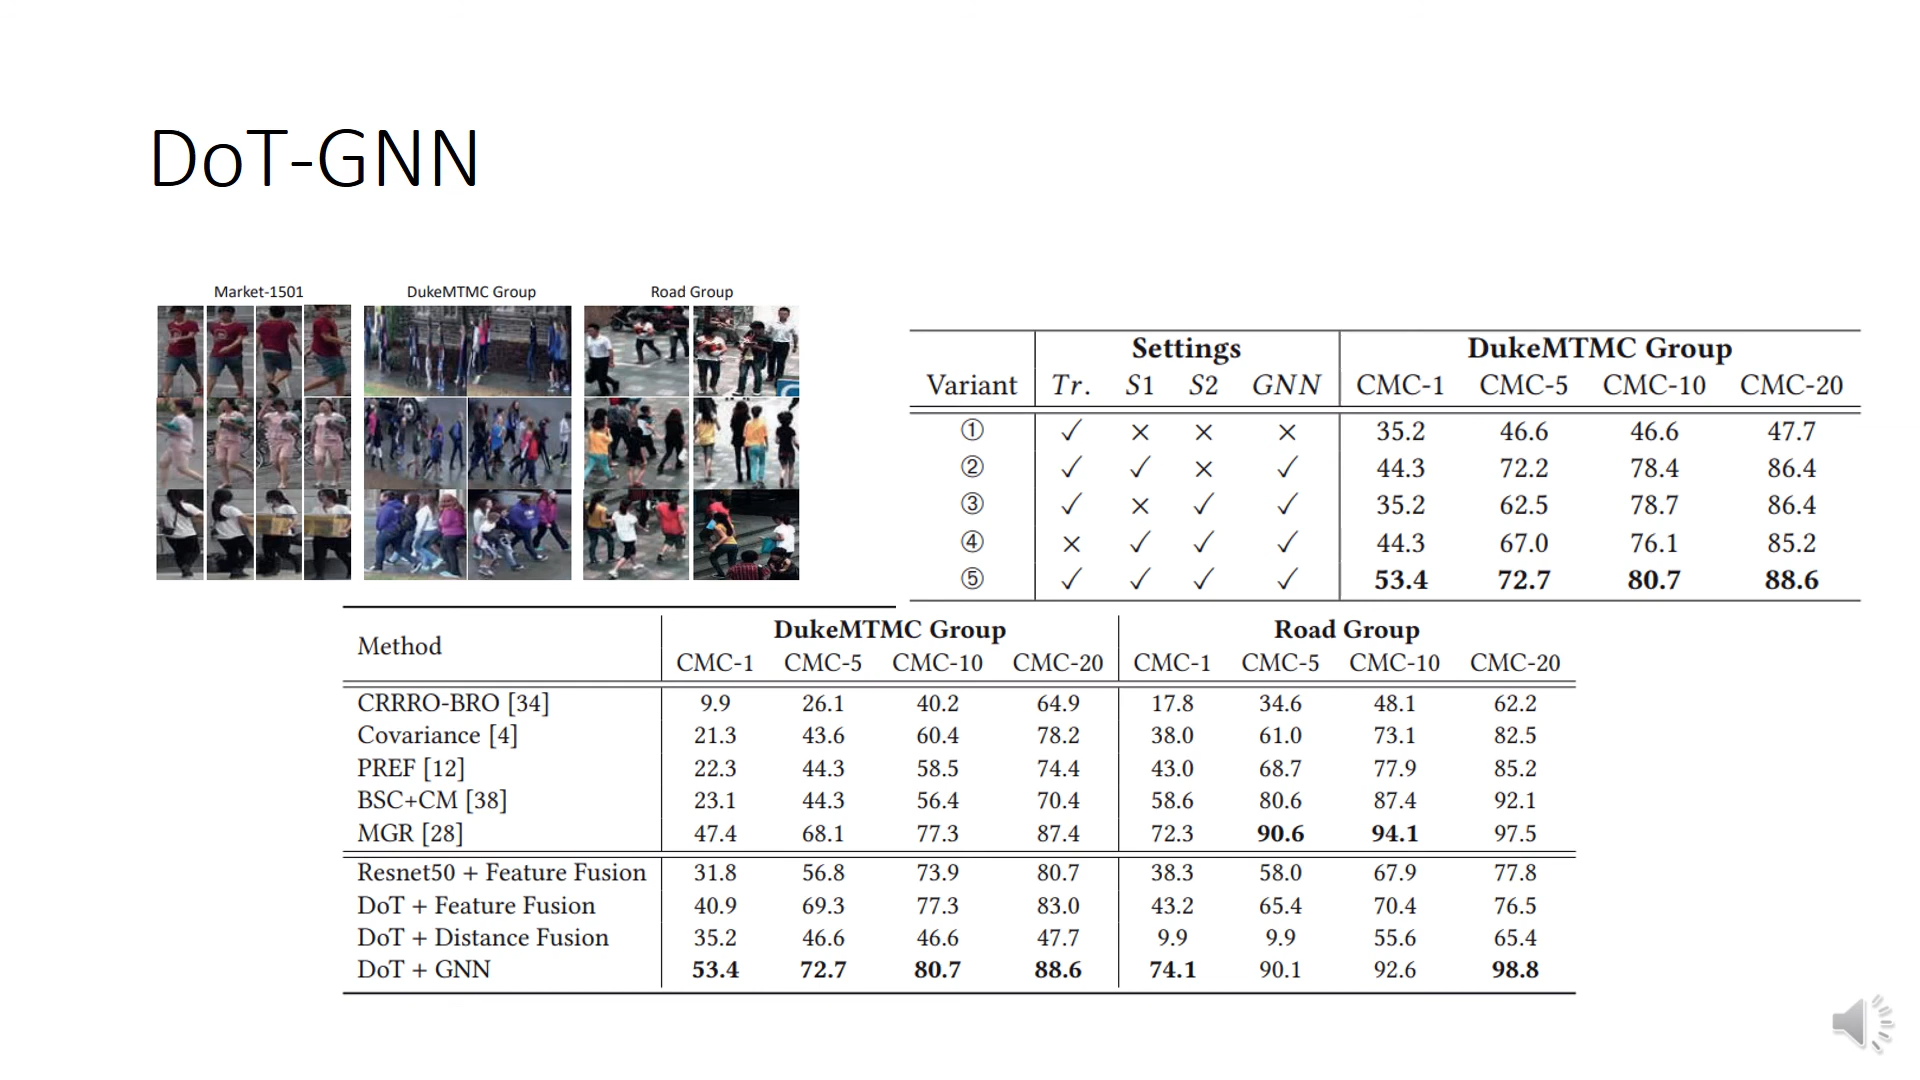 DoT-GNN
Market-1501 DukeMTMC Group Road Group
Settings DukeMTMC Group
Variant Tr. S1 S2 GNN CMC-1 CMC-5 CMC-10 CMC-20
① ✓ × × × 35.2 46.6 46.6 47.7
② ✓ ✓ × ✓ 44.3 72.2 78.4 86.4
③ ✓ × ✓ ✓ 35.2 62.5 78.7 86.4
④ × ✓ ✓ ✓ 44.3 67.0 76.1 85.2
⑤ ✓ ✓ ✓ ✓ 53.4 72.7 80.7 88.6
Method DukeMTMC Group Road Group
CMC-1 CMC-5 CMC-10 CMC-20 CMC-1 CMC-5 CMC-10 CMC-20
CRRRO-BRO [34] 9.9 26.1 40.2 64.9 17.8 34.6 48.1 62.2
Covariance [4] 21.3 43.6 60.4 78.2 38.0 61.0 73.1 82.5
PREF [12] 22.3 44.3 58.5 74.4 43.0 68.7 77.9 85.2
BSC+CM [38] 23.1 44.3 56.4 70.4 58.6 80.6 87.4 92.1
MGR [28] 47.4 68.1 77.3 87.4 72.3 90.6 94.1 97.5
Resnet50 + Feature Fusion 31.8 56.8 73.9 80.7 38.3 58.0 67.9 77.8
DoT + Feature Fusion 40.9 69.3 77.3 83.0 43.2 65.4 70.4 76.5
DoT + Distance Fusion 35.2 46.6 46.6 47.7 9.9 9.9 55.6 65.4
DoT + GNN 53.4 72.7 80.7 88.6 74.1 90.1 92.6 98.8